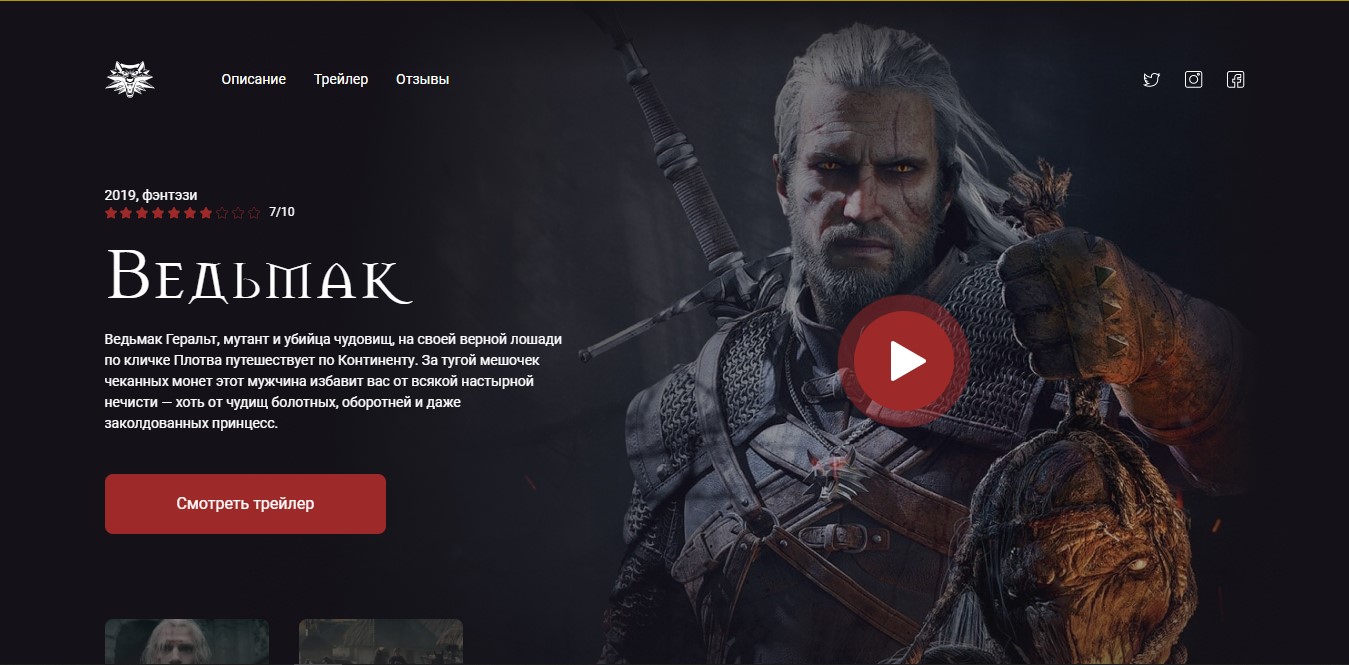 Описание Трейлер Отзывы
2019, фэнтэзи
7/10
Ведьмак
Ведьмак Геральт, мутант и убийца чудовищ, на своей верной лошади
по кличке Плотва путешествует по Континенту. За тугой мешочек
чеканных монет этот мужчина избавит вас от всякой настырной
нечисти — хоть от чудищ болотных, оборотней и даже
заколдованных принцесс.
Смотреть трейлер